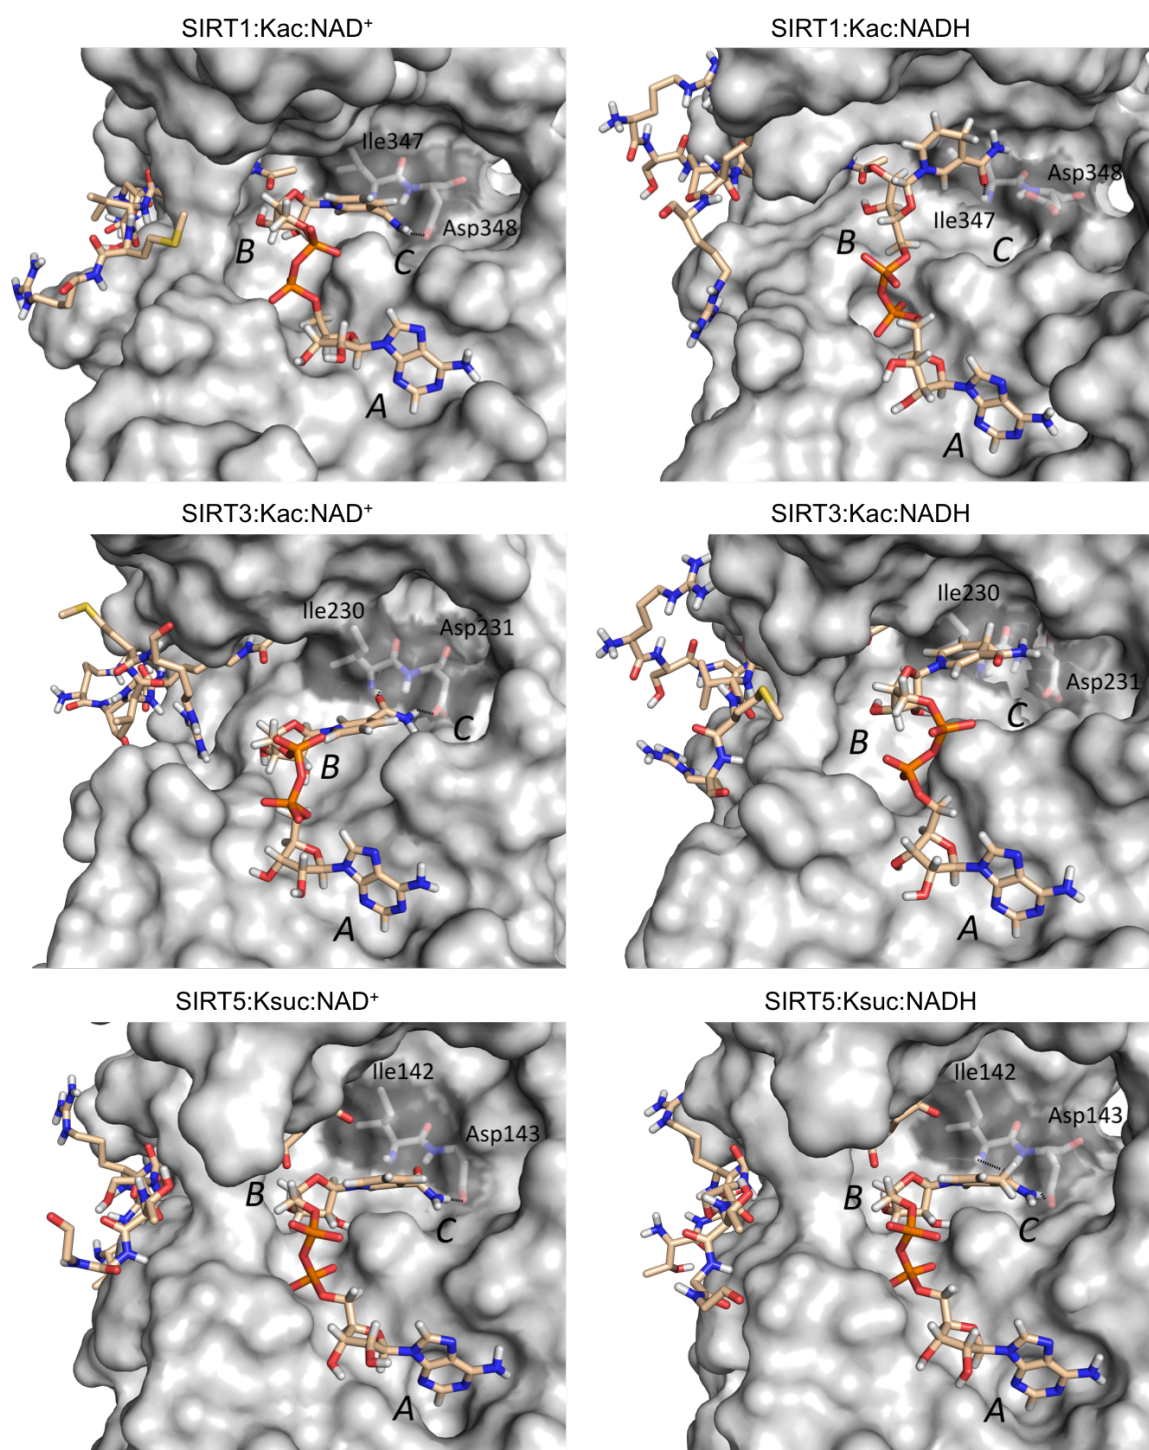 SIRT1:Kac:NAD⁺
SIRT1:Kac:NADH
Ile347
Asp348
B
C
A
Asp348
Ile347
B
C
A
SIRT3:Kac:NAD⁺
SIRT3:Kac:NADH
Ile230
Asp231
C
B
A
Ile230
Asp231
C
B
A
SIRT5:Ksuc:NAD⁺
SIRT5:Ksuc:NADH
Ile142
Asp143
B
C
A
Ile142
Asp143
B
C
A